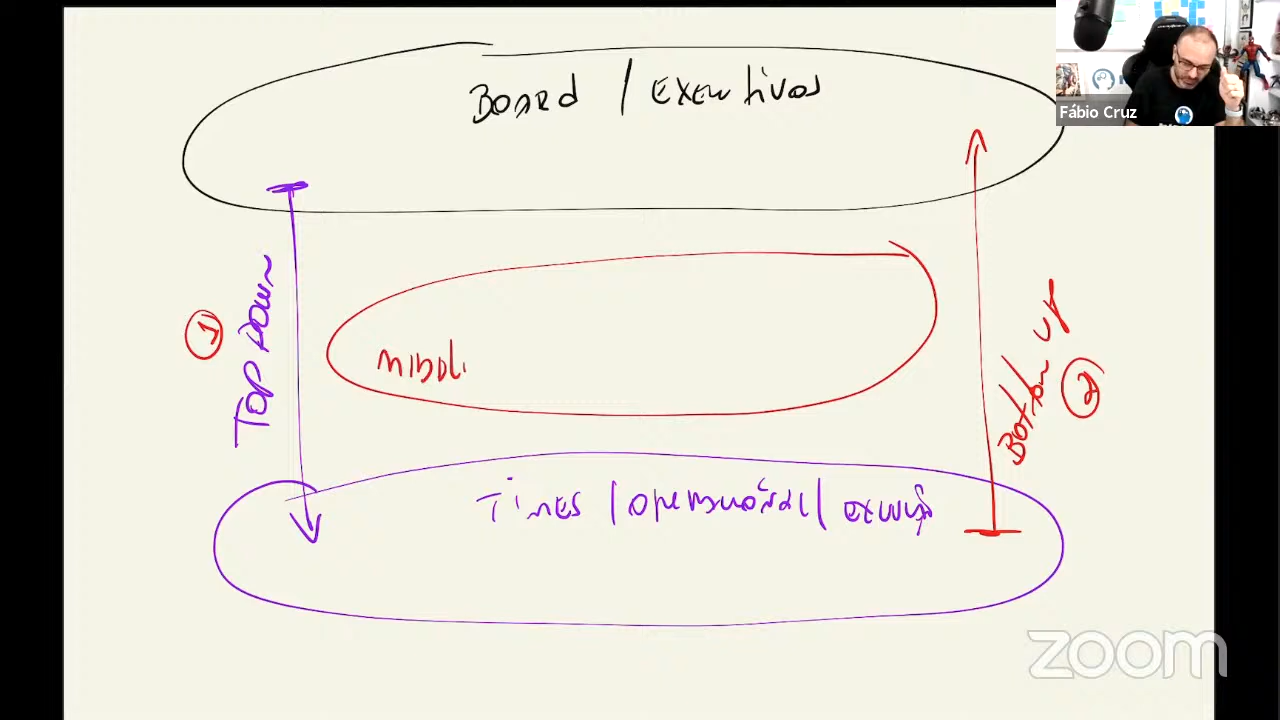 Board / Executivos
Fábio Cruz
① TOP DOWN
Middl
Bottom up ②
Times / operacional / execução
zoom